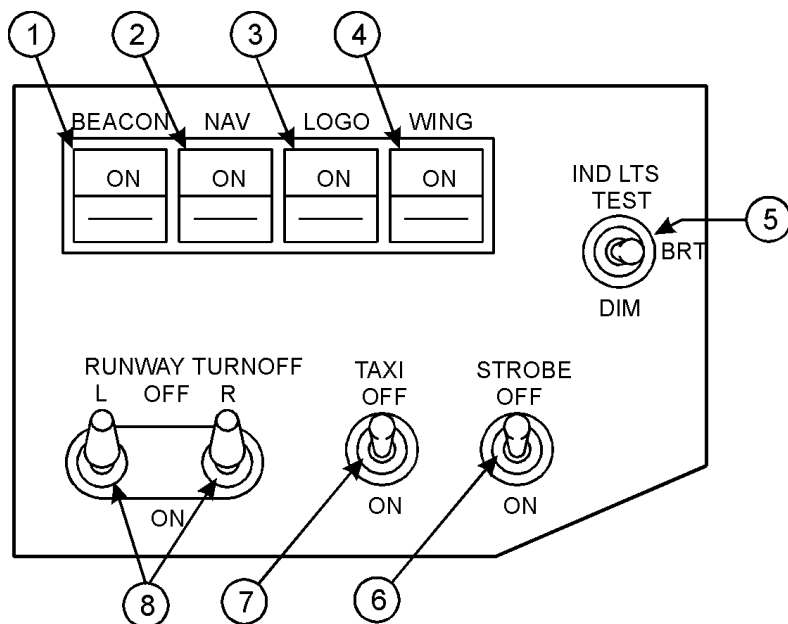 1 2 3 4
BEACON NAV LOGO WING
ON ON ON ON
IND LTS
TEST
5
BRT
DIM
RUNWAY TURNOFF
L OFF R
ON
TAXI
OFF
ON
STROBE
OFF
ON
8 7 6